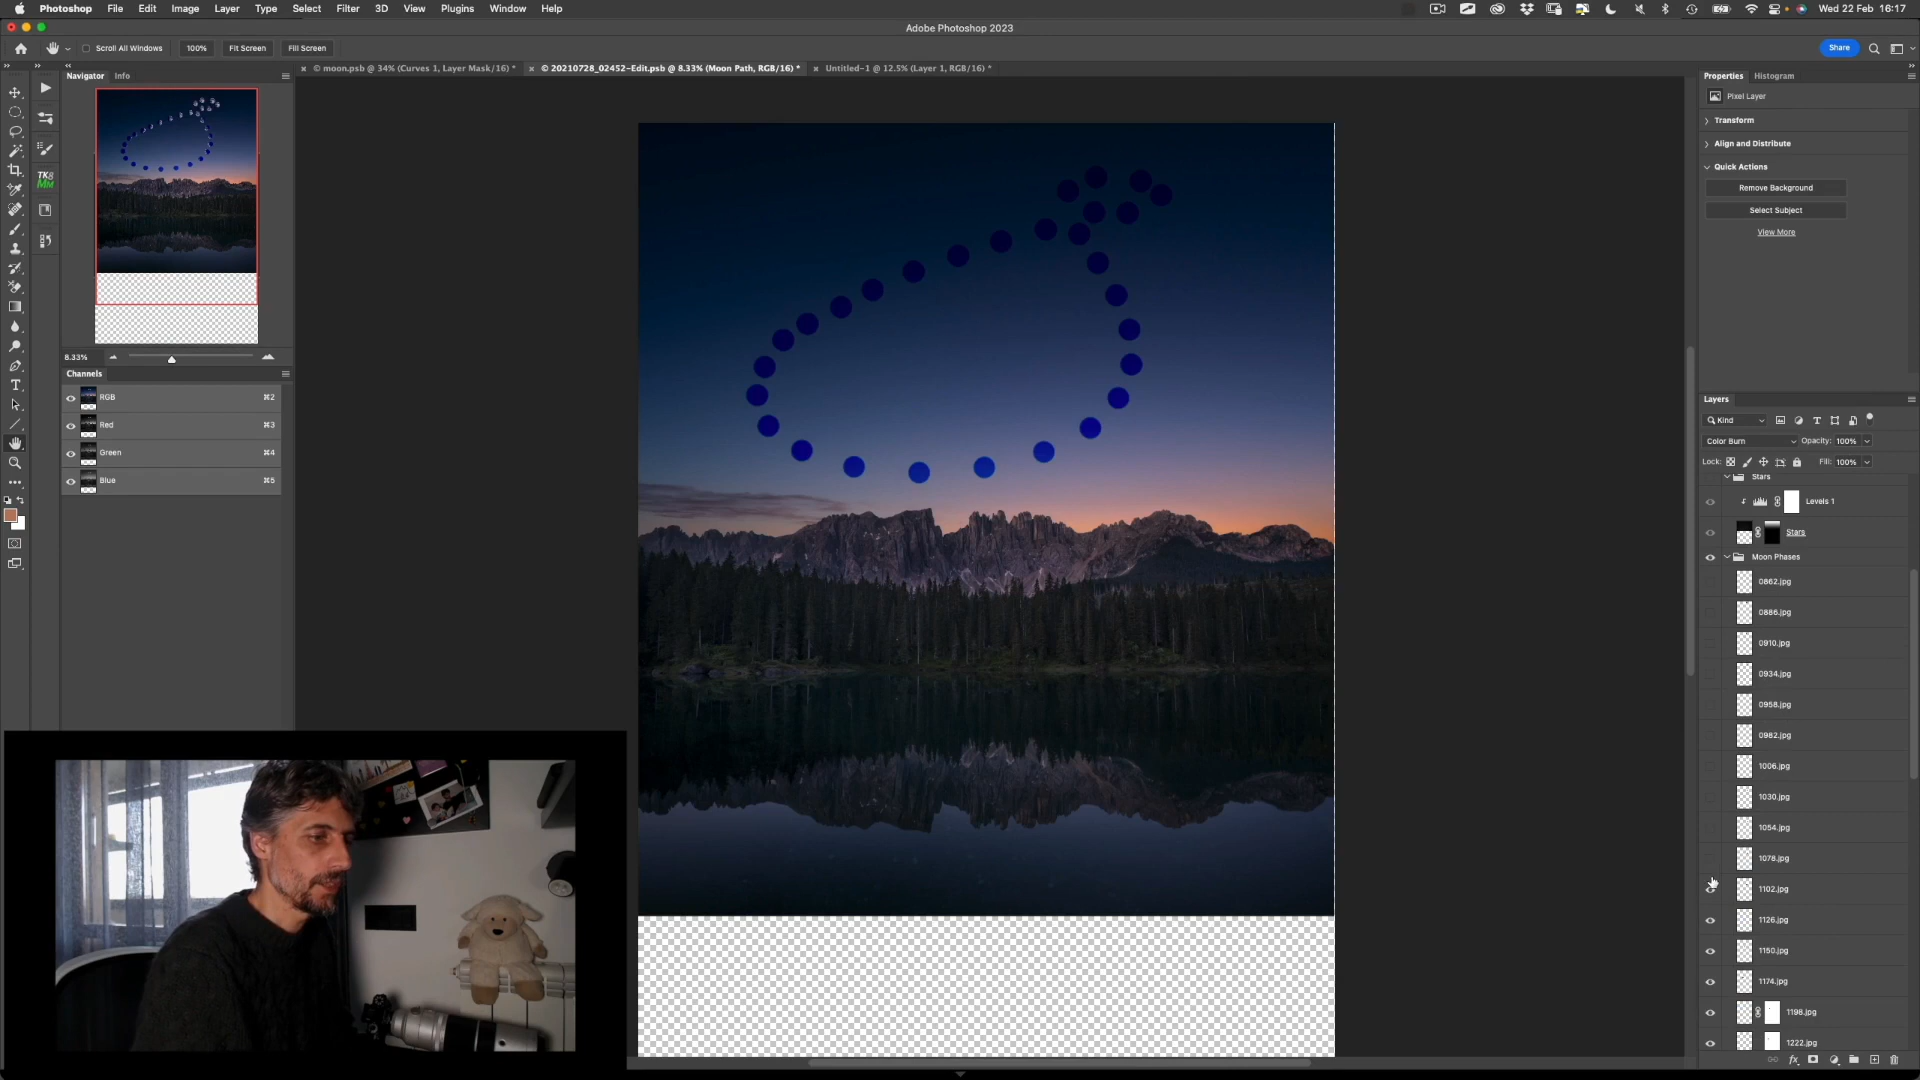 Photoshop File Edit Image Layer Type Select Filter 3D View Plugins Window Help
Wed 22 Feb 16:17
Adobe Photoshop 2023
Scroll All Windows 100% Fit Screen Fill Screen
Share
Navigator Info
© moon.psb @ 34% (Curves 1, Layer Mask/16) *
© 20210728_02452-Edit.psb @ 8.33% (Moon Path, RGB/16) *
Untitled-1 @ 12.5% (Layer 1, RGB/16) *
Properties Histogram
Pixel Layer
Transform
Align and Distribute
Quick Actions
Remove Background
Select Subject
View More
TK8
8.33%
Channels
RGB ⌘2
Red ⌘3
Green ⌘4
Blue ⌘5
Layers
Kind
Color Burn Opacity: 100%
Lock: Fill: 100%
Stars
Levels 1
Stars
Moon Phases
0862.jpg
0886.jpg
0910.jpg
0934.jpg
0958.jpg
0982.jpg
1006.jpg
1030.jpg
1054.jpg
1078.jpg
1102.jpg
1126.jpg
1150.jpg
1174.jpg
1198.jpg
1222.jpg